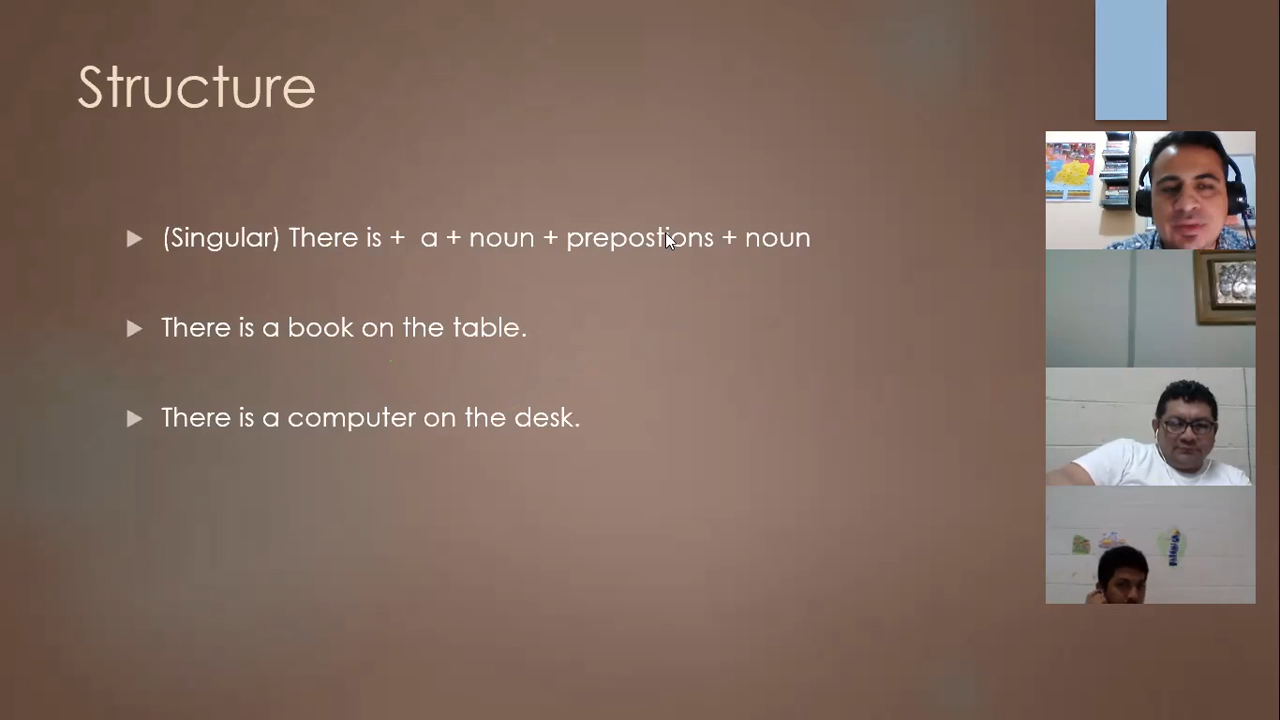 Structure
(Singular) There is + a + noun + prepostions + noun
There is a book on the table.
There is a computer on the desk.